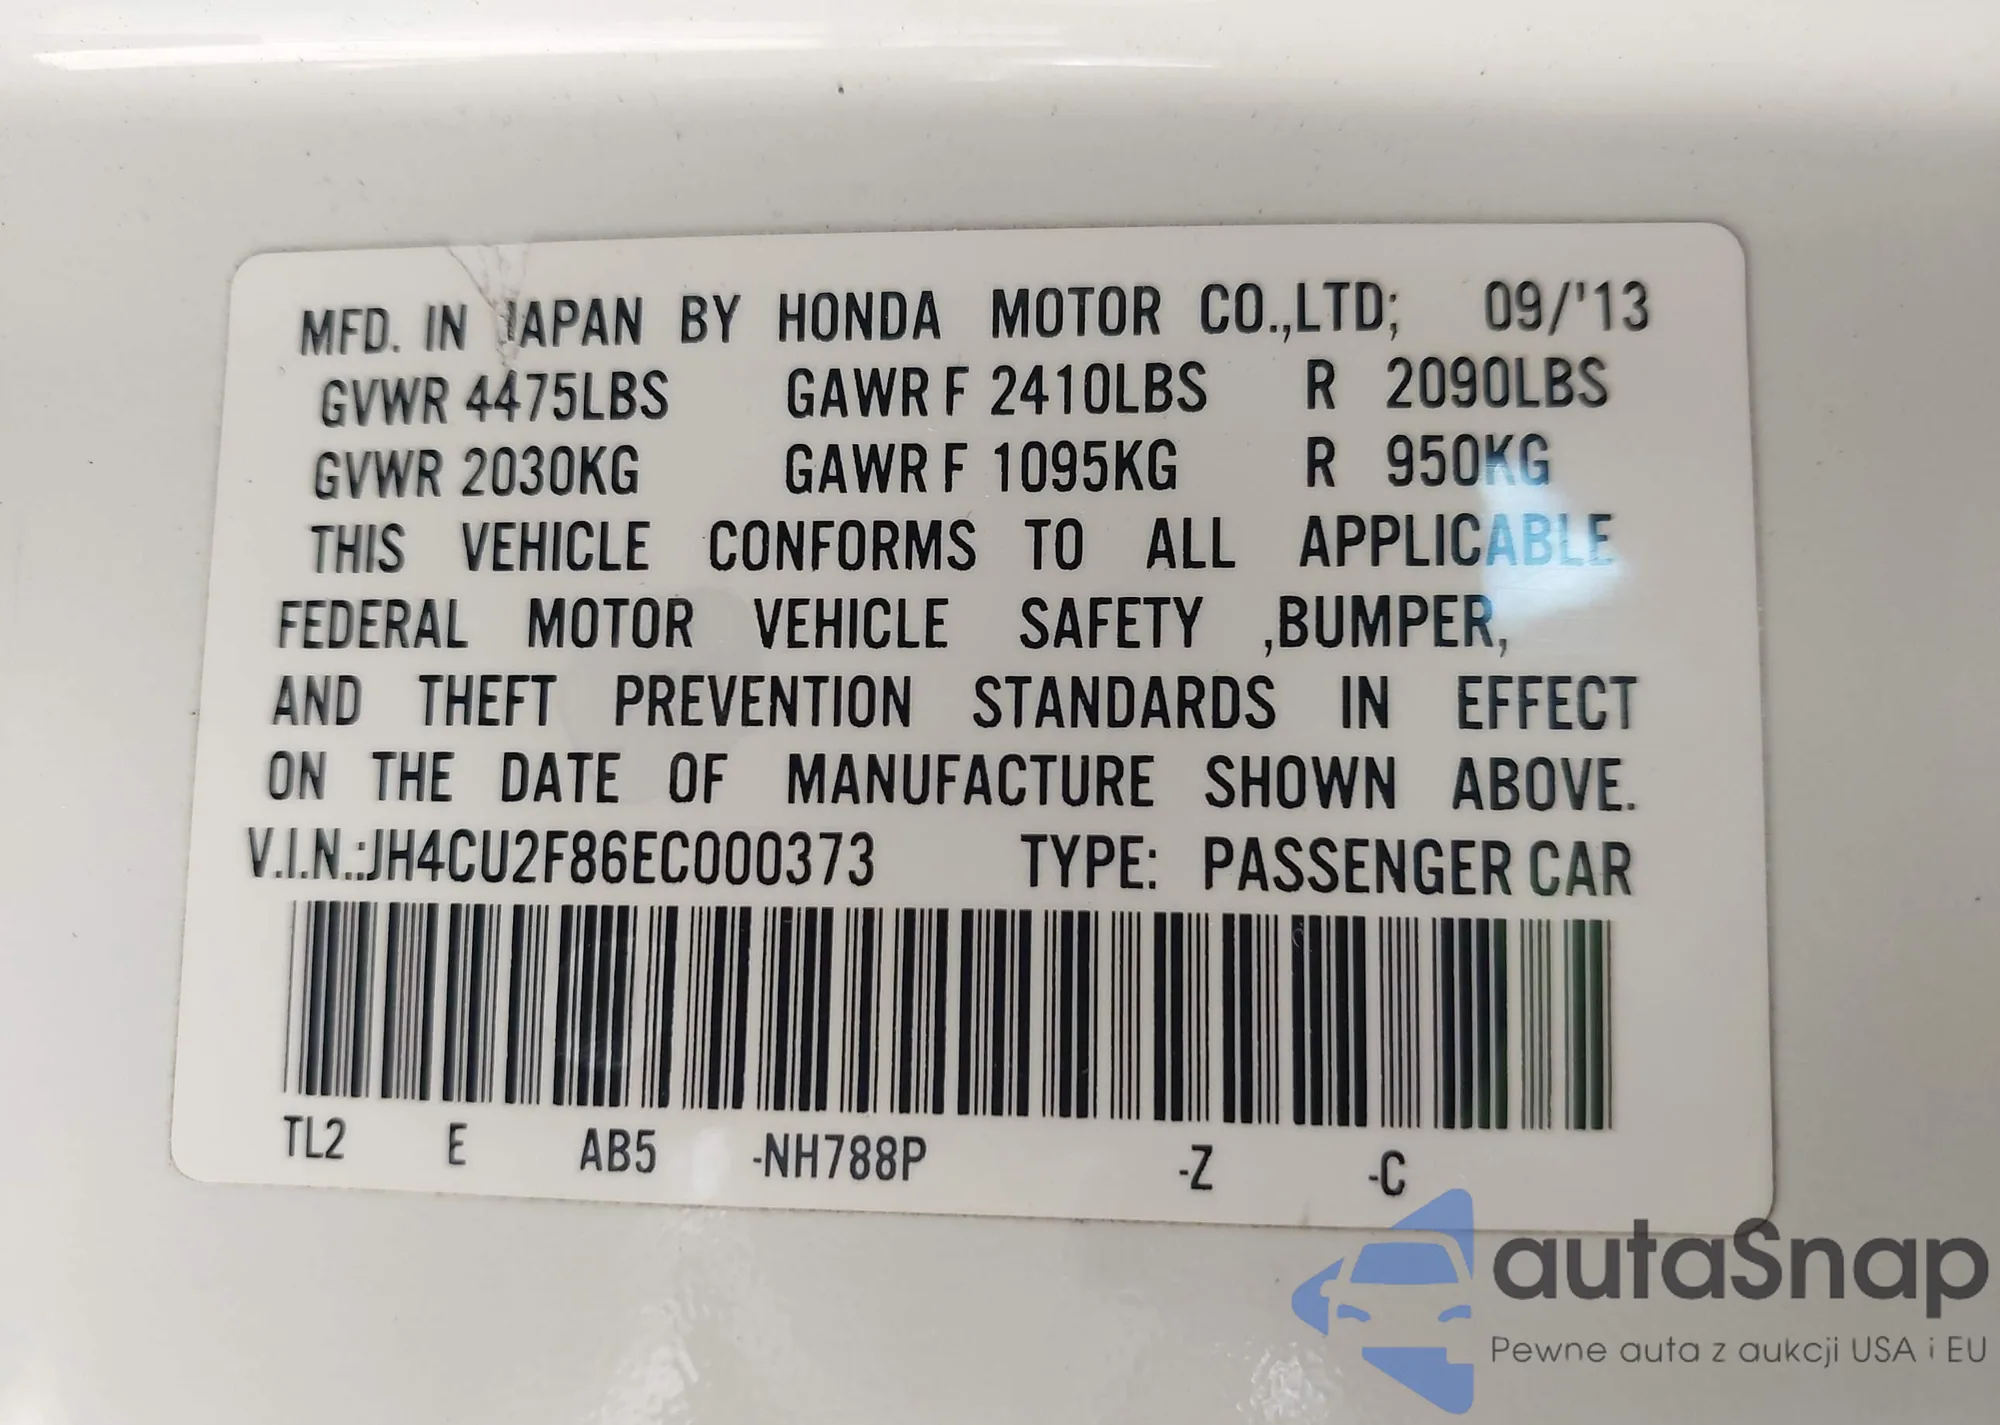 MFD. IN JAPAN BY HONDA MOTOR CO.,LTD; 09/'13
GVWR 4475LBS GAWR F 2410LBS R 2090LBS
GVWR 2030KG GAWR F 1095KG R 950KG
THIS VEHICLE CONFORMS TO ALL APPLICABLE
FEDERAL MOTOR VEHICLE SAFETY ,BUMPER,
AND THEFT PREVENTION STANDARDS IN EFFECT
ON THE DATE OF MANUFACTURE SHOWN ABOVE.
V.I.N.:JH4CU2F86EC000373 TYPE: PASSENGER CAR
TL2 E AB5 -NH788P -Z -C
autaSnap
Pewne auta z aukcji USA i EU